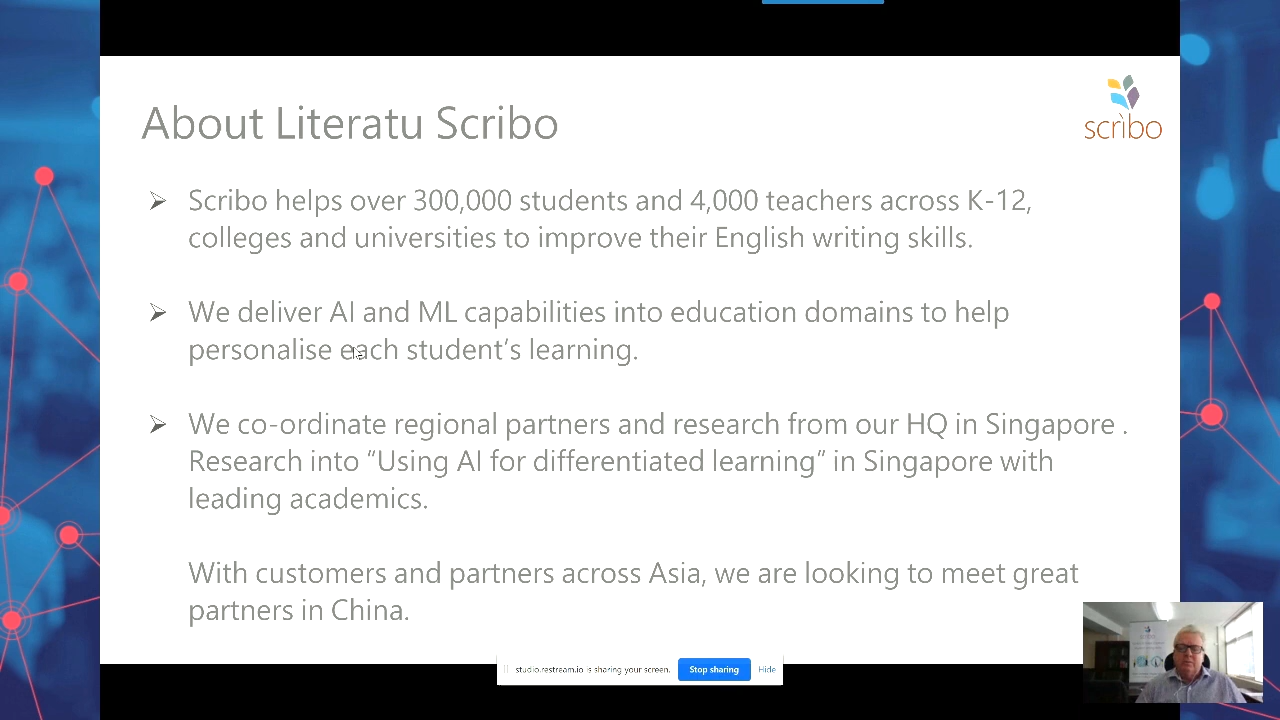 About Literatu Scribo
scrìbo
Scribo helps over 300,000 students and 4,000 teachers across K-12,
colleges and universities to improve their English writing skills.
We deliver AI and ML capabilities into education domains to help
personalise each student’s learning.
We co-ordinate regional partners and research from our HQ in Singapore .
Research into “Using AI for differentiated learning” in Singapore with
leading academics.
With customers and partners across Asia, we are looking to meet great
partners in China.
studio.restream.io is sharing your screen.
Stop sharing
Hide